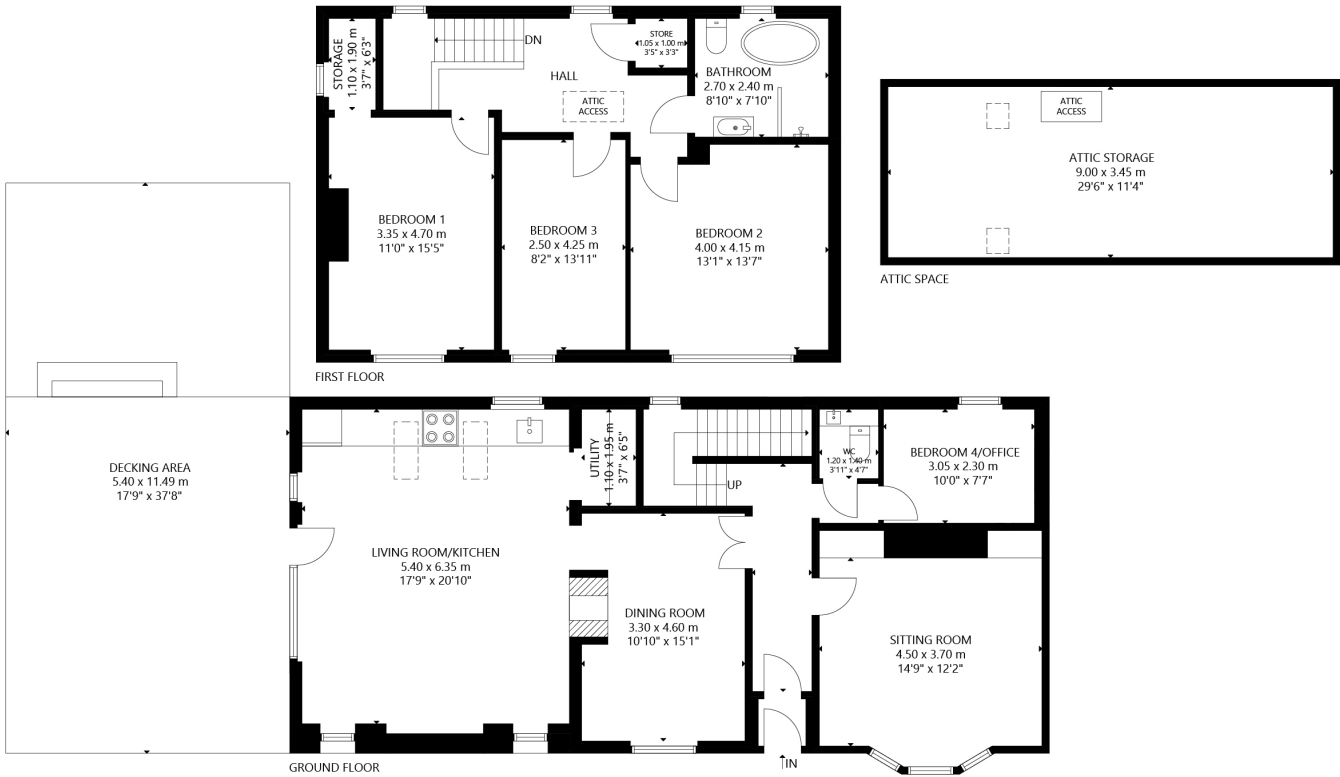 STORAGE
1.10 x 1.90 m
3'7" x 6'3"
DN
STORE
1.05 x 1.00 m
3'5" x 3'3"
HALL
BATHROOM
2.70 x 2.40 m
8'10" x 7'10"
ATTIC
ACCESS
BEDROOM 1
3.35 x 4.70 m
11'0" x 15'5"
BEDROOM 3
2.50 x 4.25 m
8'2" x 13'11"
BEDROOM 2
4.00 x 4.15 m
13'1" x 13'7"
FIRST FLOOR
ATTIC
ACCESS
ATTIC STORAGE
9.00 x 3.45 m
29'6" x 11'4"
ATTIC SPACE
DECKING AREA
5.40 x 11.49 m
17'9" x 37'8"
LIVING ROOM/KITCHEN
5.40 x 6.35 m
17'9" x 20'10"
UTILITY
1.10 x 1.95 m
3'7" x 6'5"
UP
WC
1.20 x 1.40 m
3'11" x 4'7"
BEDROOM 4/OFFICE
3.05 x 2.30 m
10'0" x 7'7"
DINING ROOM
3.30 x 4.60 m
10'10" x 15'1"
SITTING ROOM
4.50 x 3.70 m
14'9" x 12'2"
IN
GROUND FLOOR